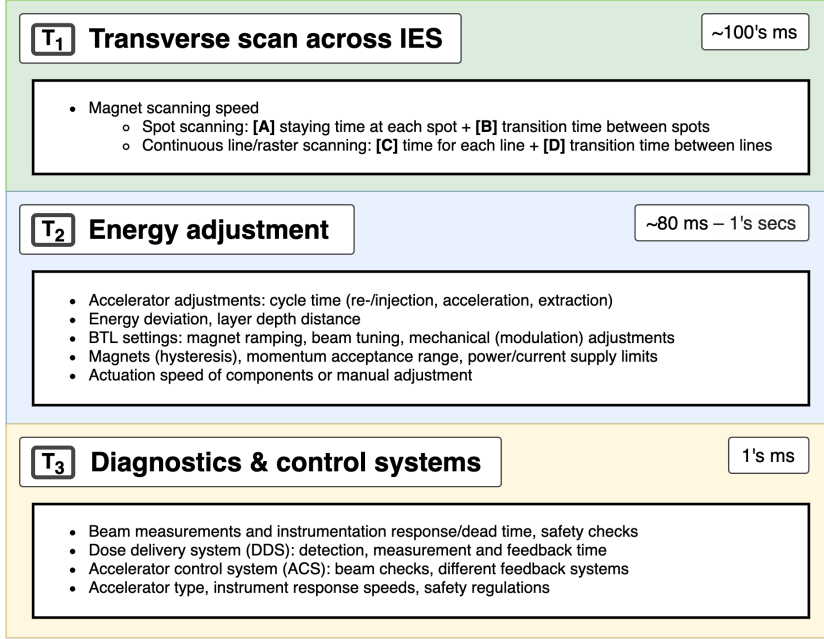 T1 Transverse scan across IES
~100's ms
• Magnet scanning speed
○ Spot scanning: [A] staying time at each spot + [B] transition time between spots
○ Continuous line/raster scanning: [C] time for each line + [D] transition time between lines
T2 Energy adjustment
~80 ms – 1's secs
• Accelerator adjustments: cycle time (re-/injection, acceleration, extraction)
• Energy deviation, layer depth distance
• BTL settings: magnet ramping, beam tuning, mechanical (modulation) adjustments
• Magnets (hysteresis), momentum acceptance range, power/current supply limits
• Actuation speed of components or manual adjustment
T3 Diagnostics & control systems
1's ms
• Beam measurements and instrumentation response/dead time, safety checks
• Dose delivery system (DDS): detection, measurement and feedback time
• Accelerator control system (ACS): beam checks, different feedback systems
• Accelerator type, instrument response speeds, safety regulations